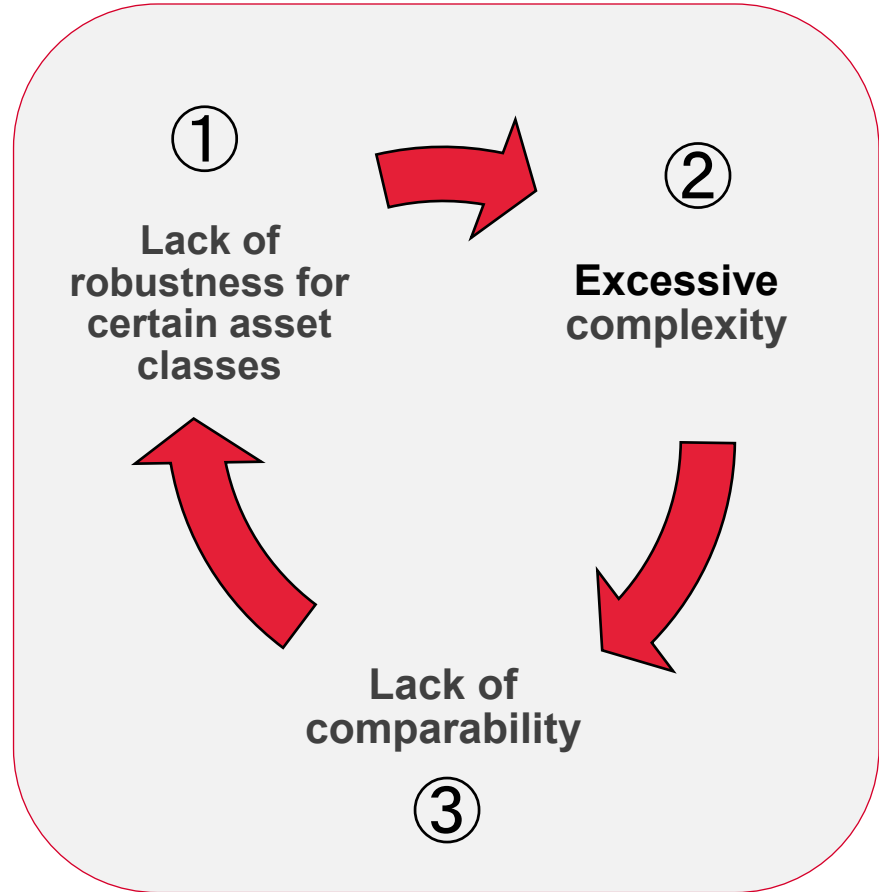 ①
Lack of
robustness for
certain asset
classes
②
Excessive
complexity
Lack of
comparability
③